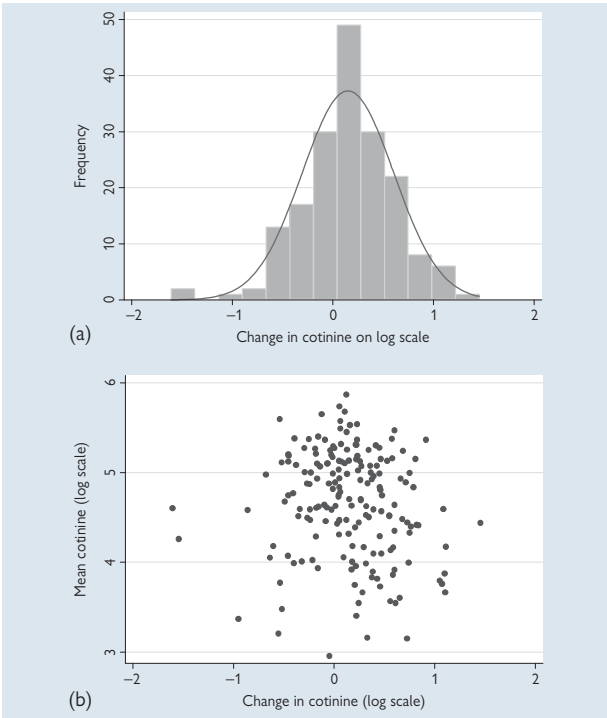 50
40
30
20
10
0
Frequency
−2 −1 0 1 2
Change in cotinine on log scale
(a)
6
5
4
3
Mean cotinine (log scale)
−2 −1 0 1 2
Change in cotinine (log scale)
(b)